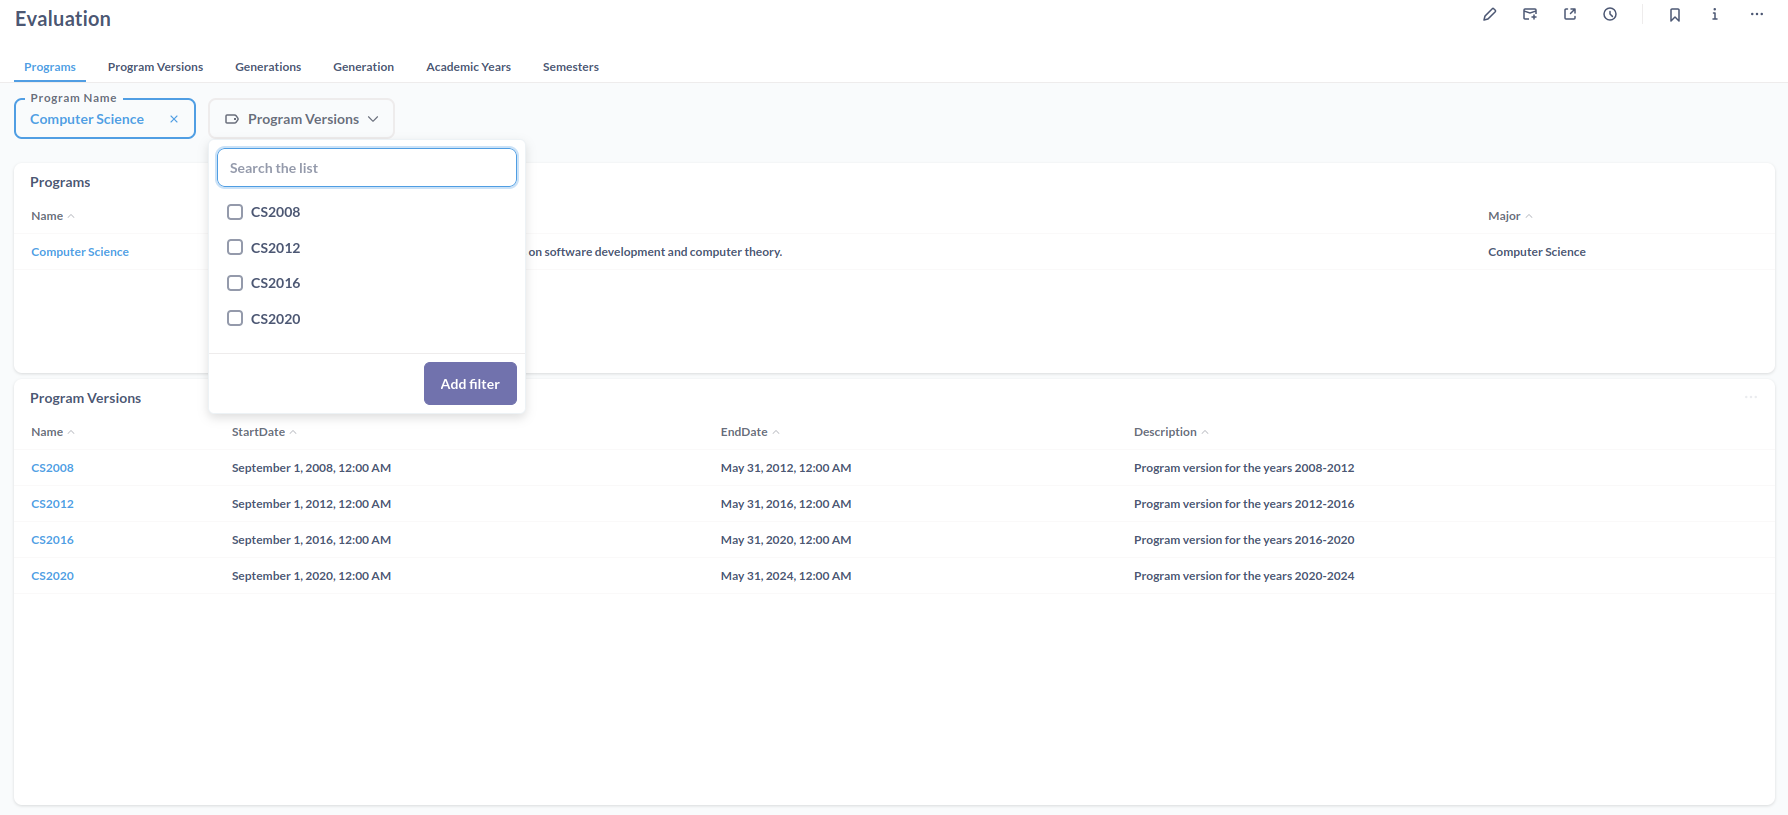 Evaluation
Programs Program Versions Generations Generation Academic Years Semesters
Program Name
Computer Science
Program Versions
Search the list
CS2008
CS2012
CS2016
CS2020
Add filter
Programs
Name Major
Computer Science on software development and computer theory. Computer Science
Program Versions
Name StartDate EndDate Description
CS2008 September 1, 2008, 12:00 AM May 31, 2012, 12:00 AM Program version for the years 2008-2012
CS2012 September 1, 2012, 12:00 AM May 31, 2016, 12:00 AM Program version for the years 2012-2016
CS2016 September 1, 2016, 12:00 AM May 31, 2020, 12:00 AM Program version for the years 2016-2020
CS2020 September 1, 2020, 12:00 AM May 31, 2024, 12:00 AM Program version for the years 2020-2024